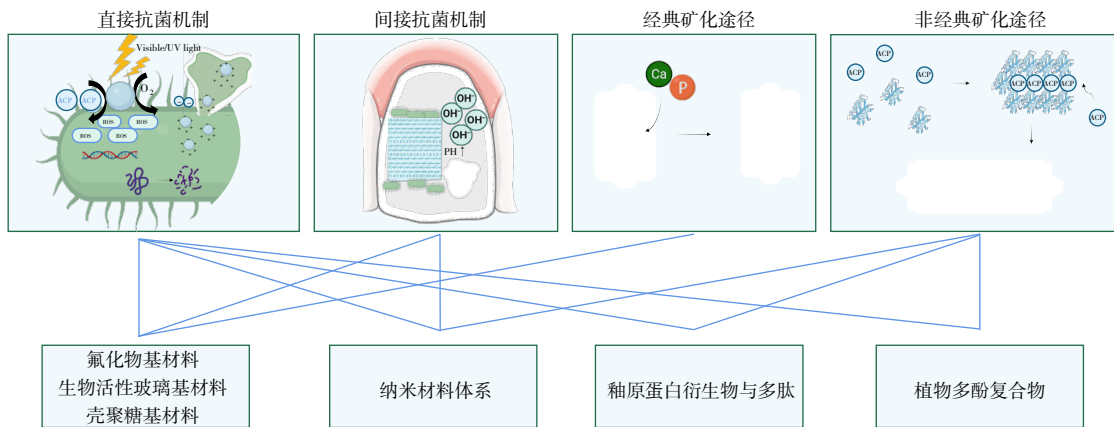 直接抗菌机制
间接抗菌机制
经典矿化途径
非经典矿化途径
Visible/UV light
O2
ACP
ACP
ROS
ROS
ROS
ROS
OH⁻
OH⁻
OH⁻
OH⁻
PH ↑
Ca
P
ACP
ACP
ACP
ACP
ACP
ACP
ACP
ACP
氟化物基材料
生物活性玻璃基材料
壳聚糖基材料
纳米材料体系
釉原蛋白衍生物与多肽
植物多酚复合物